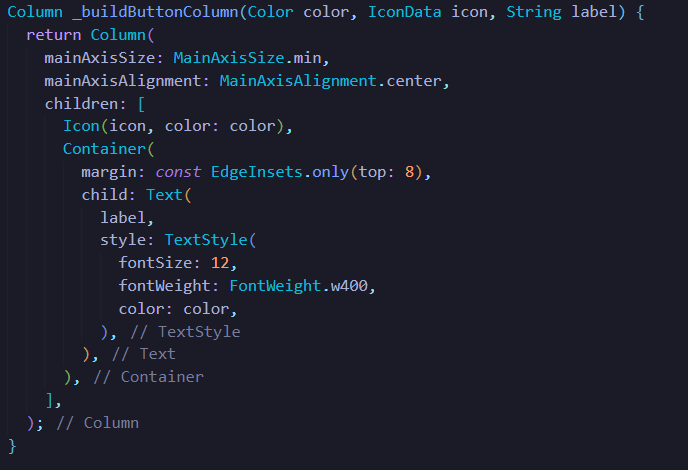 Column _buildButtonColumn(Color color, IconData icon, String label) {
  return Column(
    mainAxisSize: MainAxisSize.min,
    mainAxisAlignment: MainAxisAlignment.center,
    children: [
      Icon(icon, color: color),
      Container(
        margin: const EdgeInsets.only(top: 8),
        child: Text(
          label,
          style: TextStyle(
            fontSize: 12,
            fontWeight: FontWeight.w400,
            color: color,
          ), // TextStyle
        ), // Text
      ), // Container
    ],
  ); // Column
}